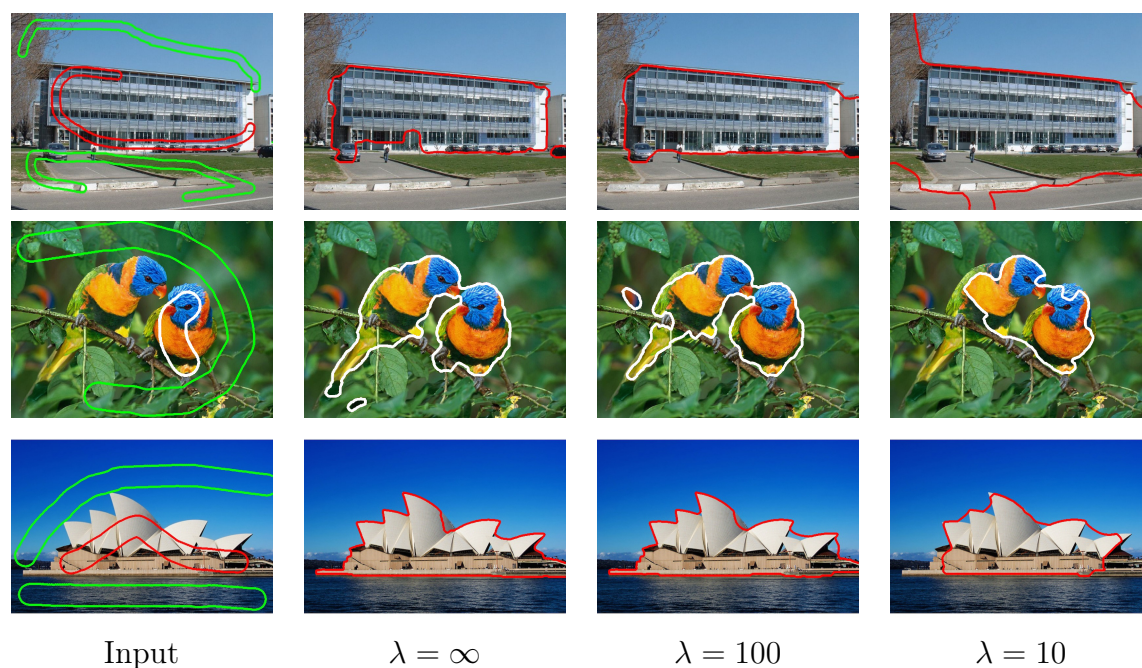 Input λ = ∞ λ = 100 λ = 10